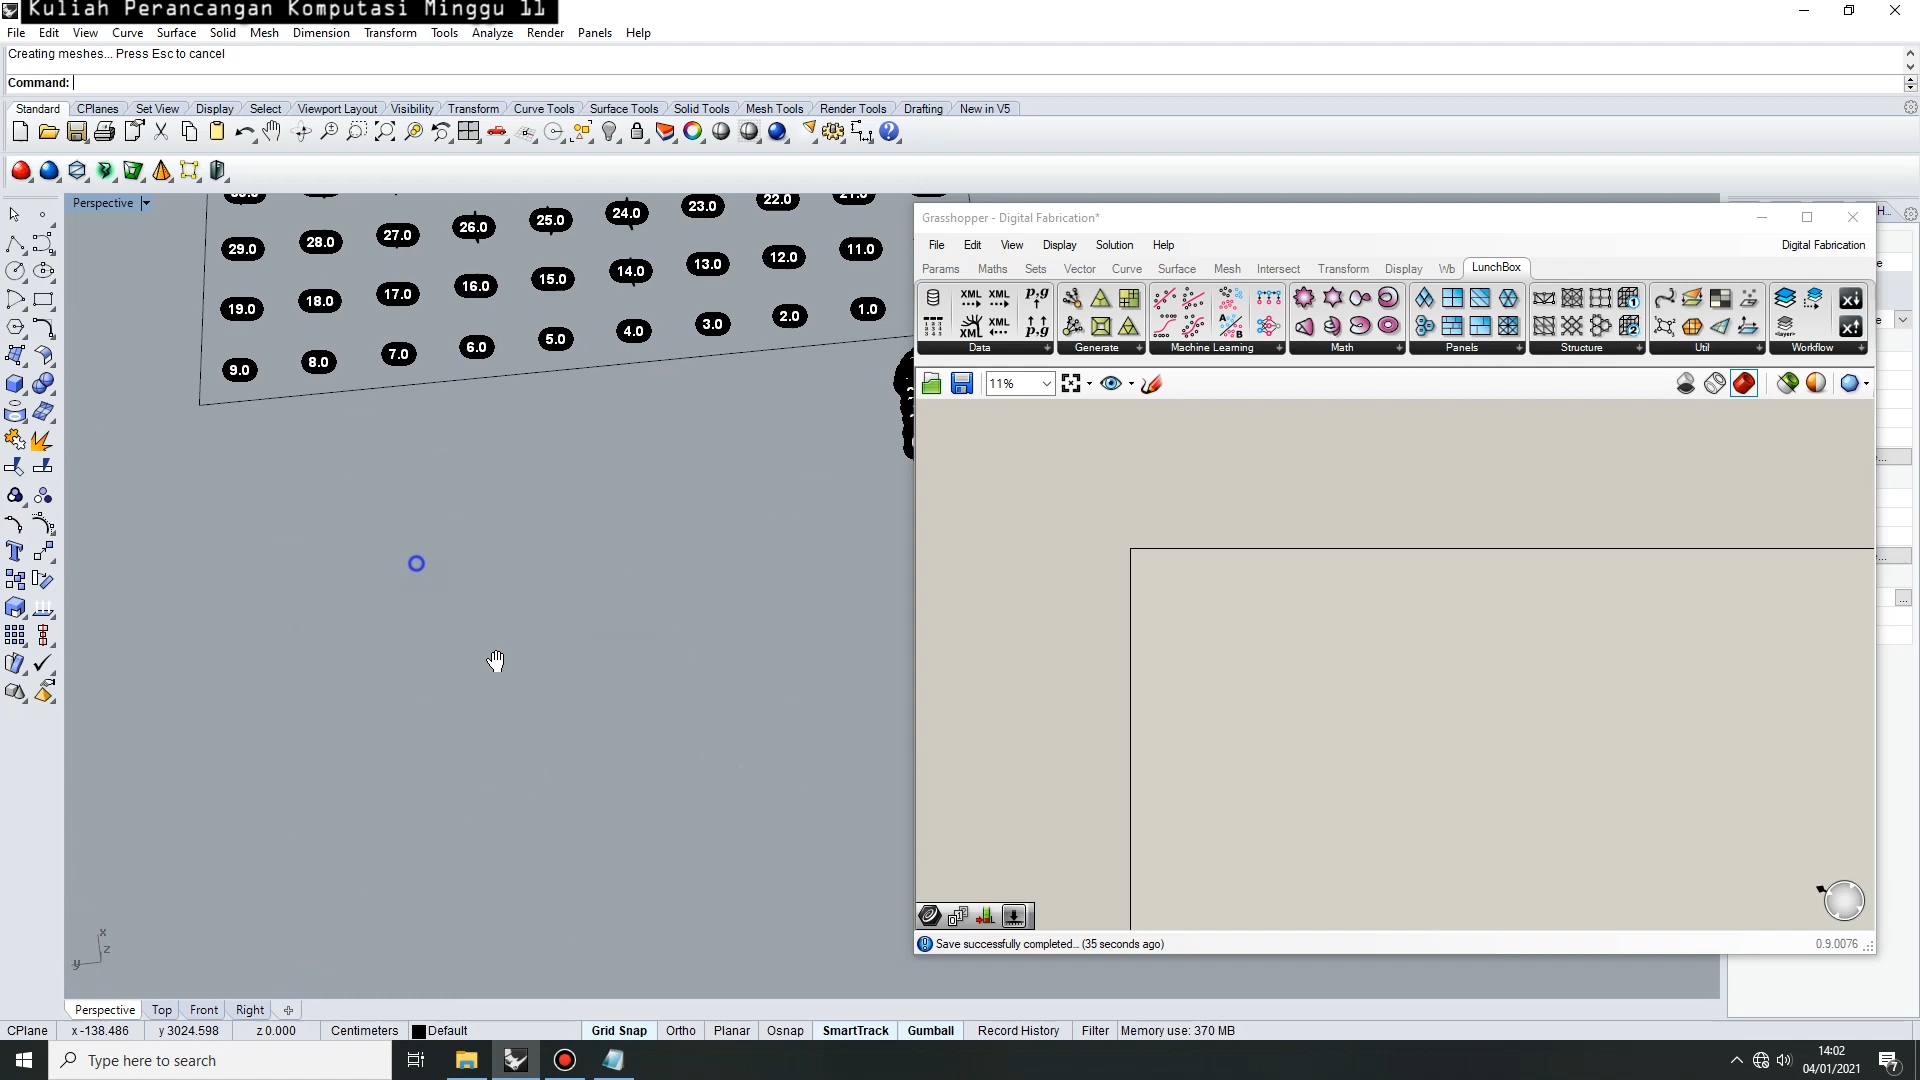 Kuliah Perancangan Komputasi Minggu 11
File Edit View Curve Surface Solid Mesh Dimension Transform Tools Analyze Render Panels Help
Creating meshes... Press Esc to cancel
Command:
Standard CPlanes Set View Display Select Viewport Layout Visibility Transform Curve Tools Surface Tools Solid Tools Mesh Tools Render Tools Drafting New in V5
Perspective
26.0 25.0 24.0 23.0 22.0
29.0 28.0 27.0
19.0 18.0 17.0 16.0 15.0 14.0 13.0 12.0 11.0
9.0 8.0 7.0 6.0 5.0 4.0 3.0 2.0 1.0
Grasshopper - Digital Fabrication*
File Edit View Display Solution Help Digital Fabrication
Params Maths Sets Vector Curve Surface Mesh Intersect Transform Display Wb LunchBox
XML XML p,g
XML XML p,g
Data Generate Machine Learning Math Panels Structure Util Workflow
11%
Save successfully completed... (35 seconds ago) 0.9.0076
x
z
y
Perspective Top Front Right
CPlane x -138.486 y 3024.598 z 0.000 Centimeters Default Grid Snap Ortho Planar Osnap SmartTrack Gumball Record History Filter Memory use: 370 MB
Type here to search
14:02
04/01/2021
7